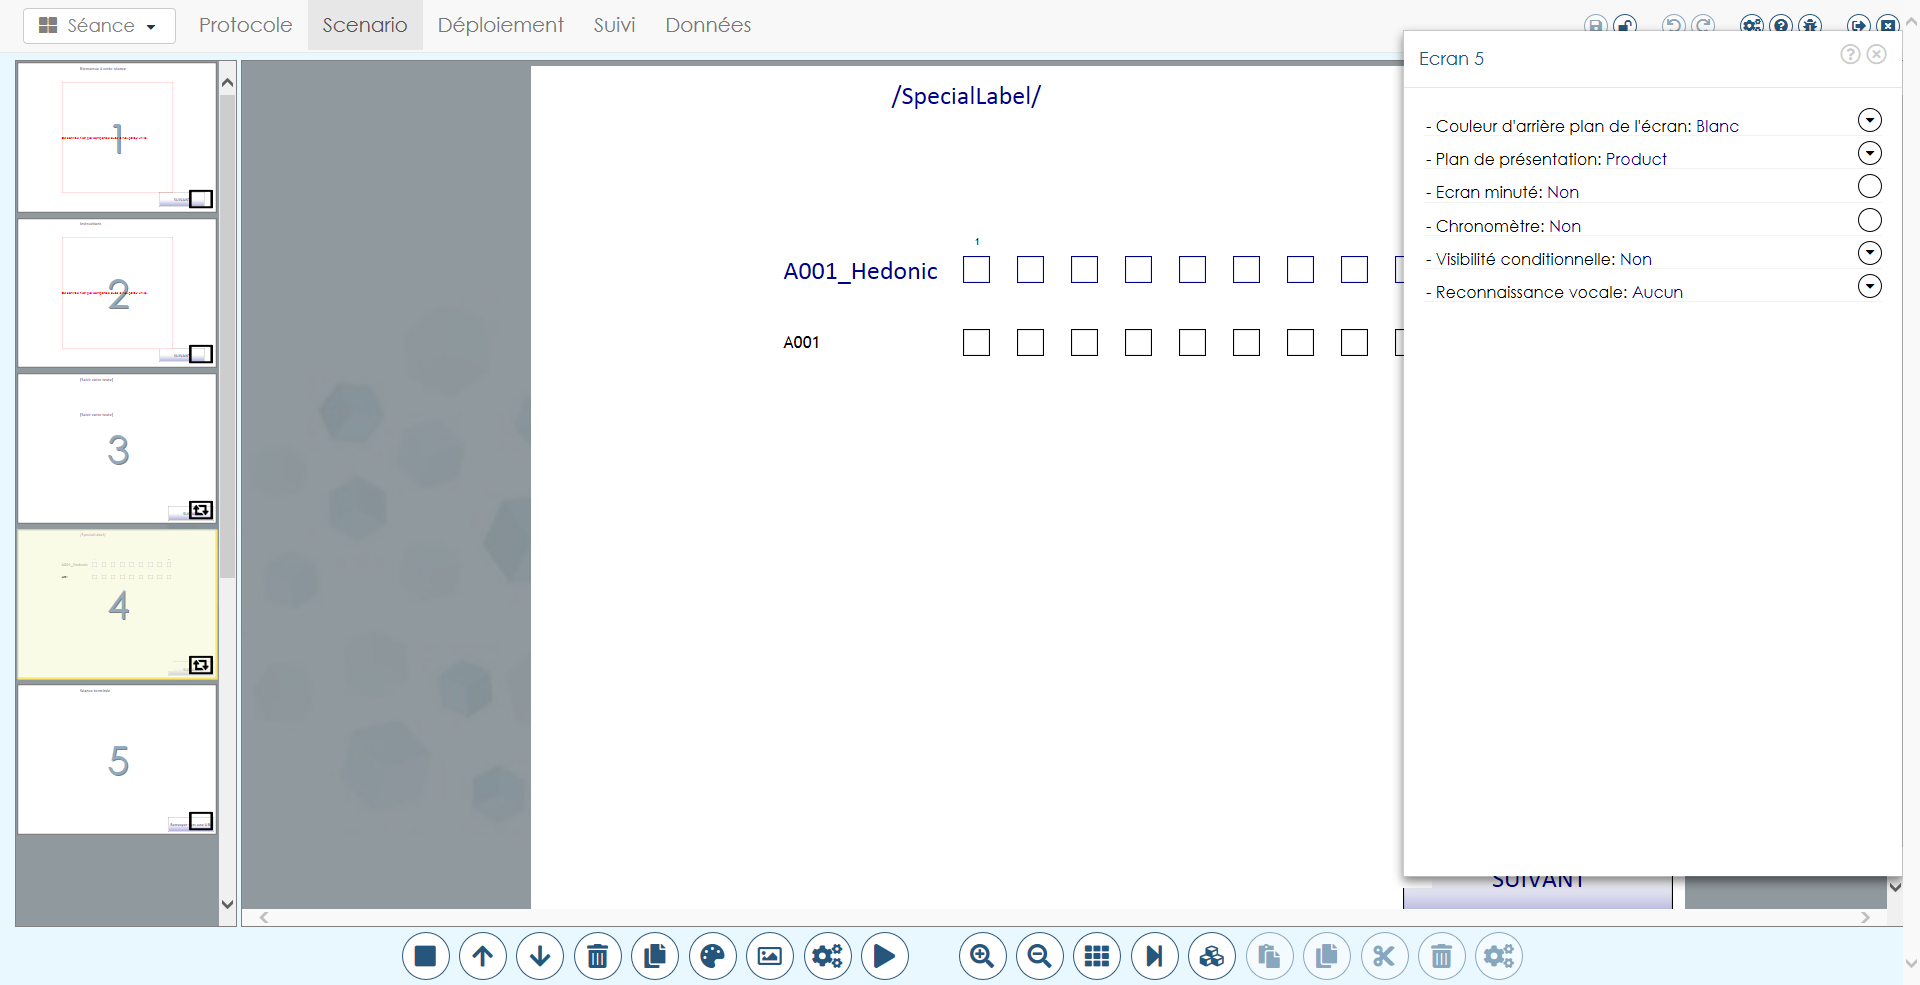 Séance
Protocole
Scenario
Déploiement
Suivi
Données
1
2
3
4
5
/SpecialLabel/
1
A001_Hedonic
A001
SUIVANT
Ecran 5
- Couleur d'arrière plan de l'écran: Blanc
- Plan de présentation: Product
- Ecran minuté: Non
- Chronomètre: Non
- Visibilité conditionnelle: Non
- Reconnaissance vocale: Aucun